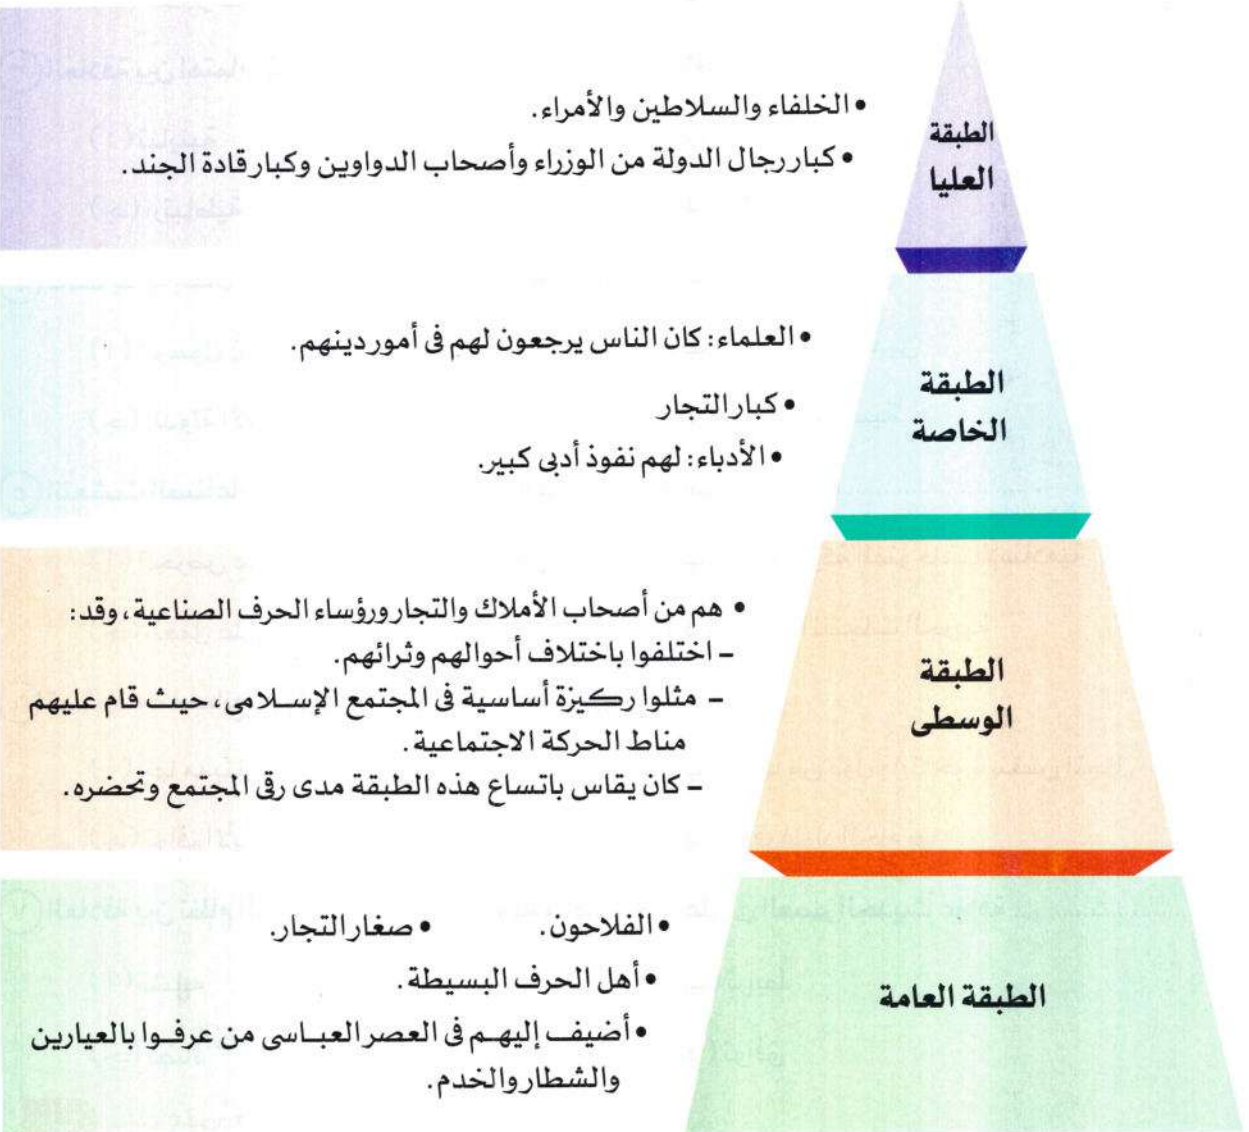 الطبقة
العليا
• الخلفاء والسلاطين والأمراء.
• كبار رجال الدولة من الوزراء وأصحاب الدواوين وكبار قادة الجند.
الطبقة
الخاصة
• العلماء: كان الناس يرجعون لهم فى أمور دينهم.
• كبار التجار
• الأدباء: لهم نفوذ أدبى كبير.
الطبقة
الوسطى
• هم من أصحاب الأملاك والتجار ورؤساء الحرف الصناعية، وقد:
- اختلفوا باختلاف أحوالهم وثرائهم.
- مثلوا ركيزة أساسية فى المجتمع الإسلامى، حيث قام عليهم
مناط الحركة الاجتماعية.
- كان يقاس باتساع هذه الطبقة مدى رقى المجتمع وتحضره.
الطبقة العامة
• الفلاحون. • صغار التجار.
• أهل الحرف البسيطة.
• أضيف إليهم فى العصر العباسى من عرفوا بالعيارين
والشطار والخدم.